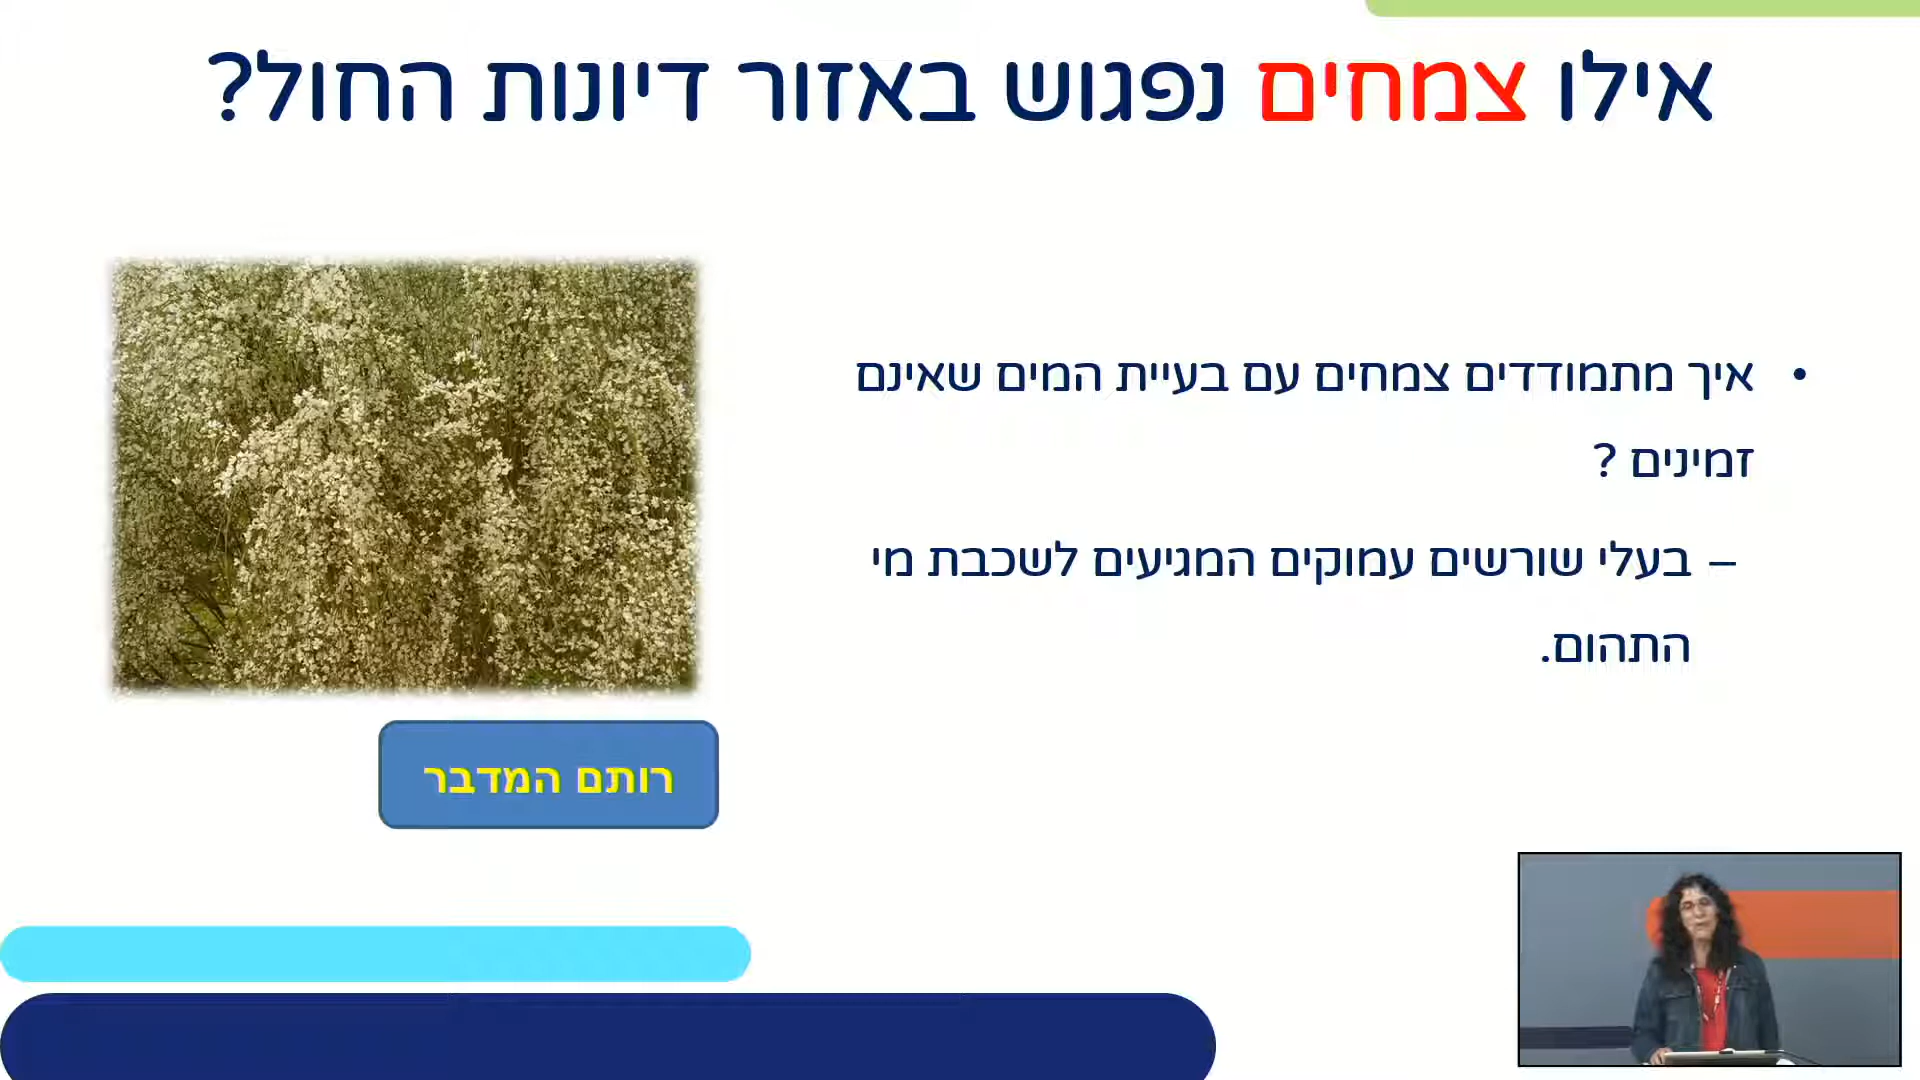 אילו צמחים נפגוש באזור דיונות החול?
• איך מתמודדים צמחים עם בעיית המים שאינם
זמינים ?
– בעלי שורשים עמוקים המגיעים לשכבת מי
התהום.
רותם המדבר